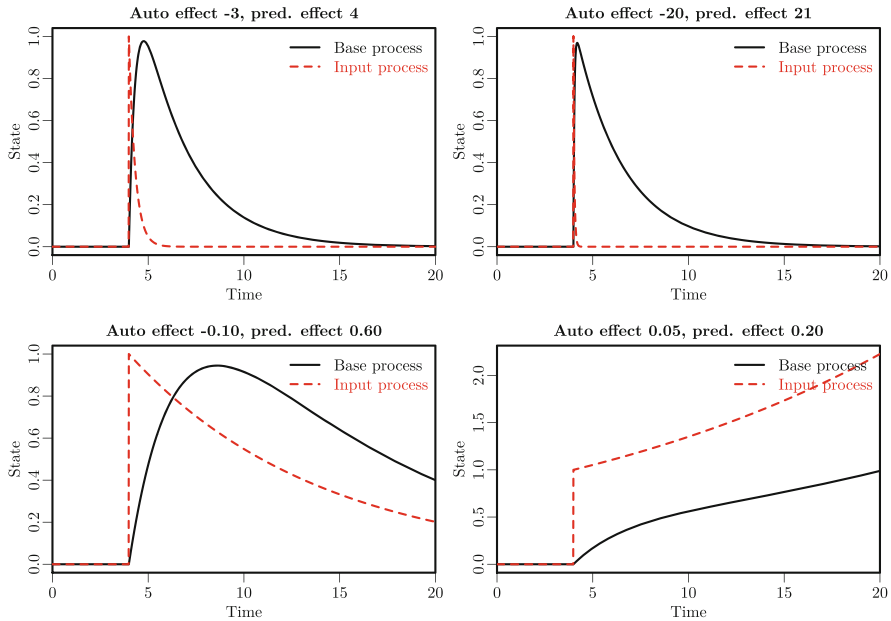 Auto effect -3, pred. effect 4
State
0.0 0.2 0.4 0.6 0.8 1.0
Base process
Input process
0 5 10 15 20
Time
Auto effect -20, pred. effect 21
State
0.0 0.2 0.4 0.6 0.8 1.0
Base process
Input process
0 5 10 15 20
Time
Auto effect -0.10, pred. effect 0.60
State
0.0 0.2 0.4 0.6 0.8 1.0
Base process
Input process
0 5 10 15 20
Time
Auto effect 0.05, pred. effect 0.20
State
0.0 0.5 1.0 1.5 2.0
Base process
Input process
0 5 10 15 20
Time